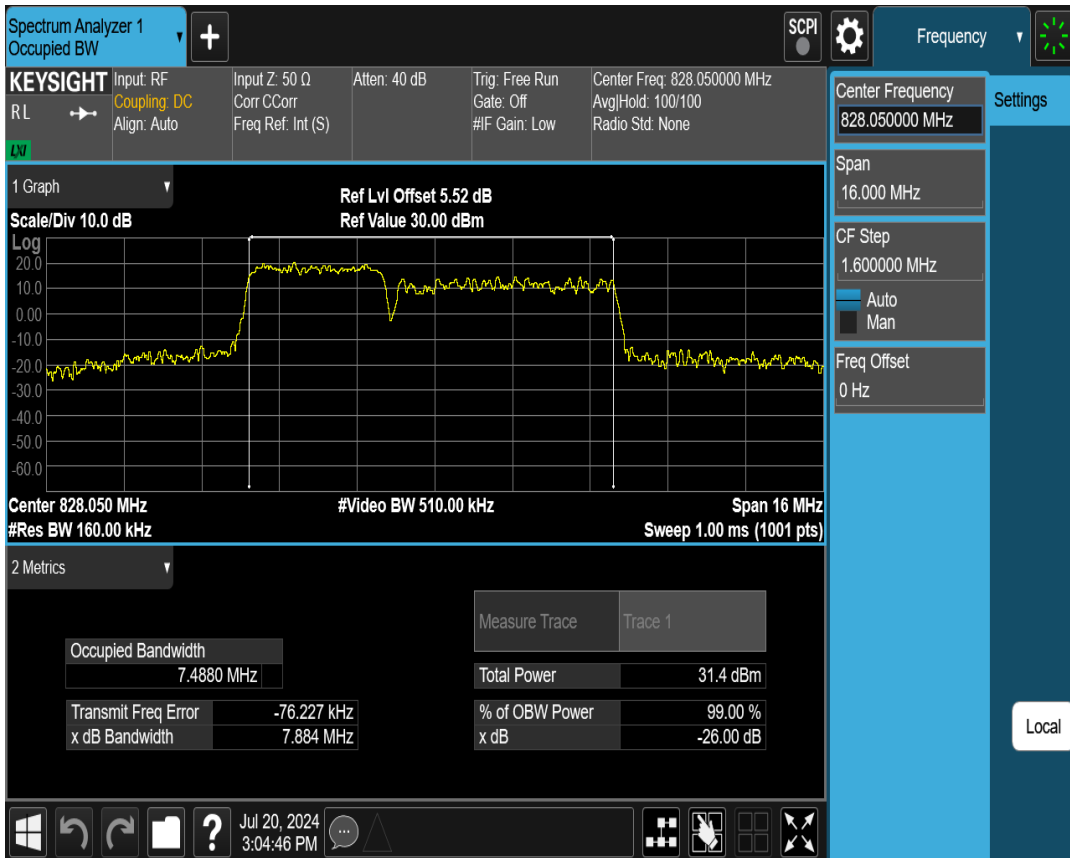 Spectrum Analyzer 1
Occupied BW
+
SCPI
Frequency
KEYSIGHT
RL
LXI
Input: RF
Coupling: DC
Align: Auto
Input Z: 50 Ω
Corr CCorr
Freq Ref: Int (S)
Atten: 40 dB
Trig: Free Run
Gate: Off
#IF Gain: Low
Center Freq: 828.050000 MHz
Avg|Hold: 100/100
Radio Std: None
Center Frequency
828.050000 MHz
Settings
Span
16.000 MHz
CF Step
1.600000 MHz
Auto
Man
Freq Offset
0 Hz
Local
1 Graph
Scale/Div 10.0 dB
Ref Lvl Offset 5.52 dB
Ref Value 30.00 dBm
Log
20.0
10.0
0.00
-10.0
-20.0
-30.0
-40.0
-50.0
-60.0
Center 828.050 MHz
#Video BW 510.00 kHz
Span 16 MHz
#Res BW 160.00 kHz
Sweep 1.00 ms (1001 pts)
2 Metrics
Measure Trace
Trace 1
Occupied Bandwidth
7.4880 MHz
Total Power
31.4 dBm
Transmit Freq Error
-76.227 kHz
% of OBW Power
99.00 %
x dB Bandwidth
7.884 MHz
x dB
-26.00 dB
?
Jul 20, 2024
3:04:46 PM